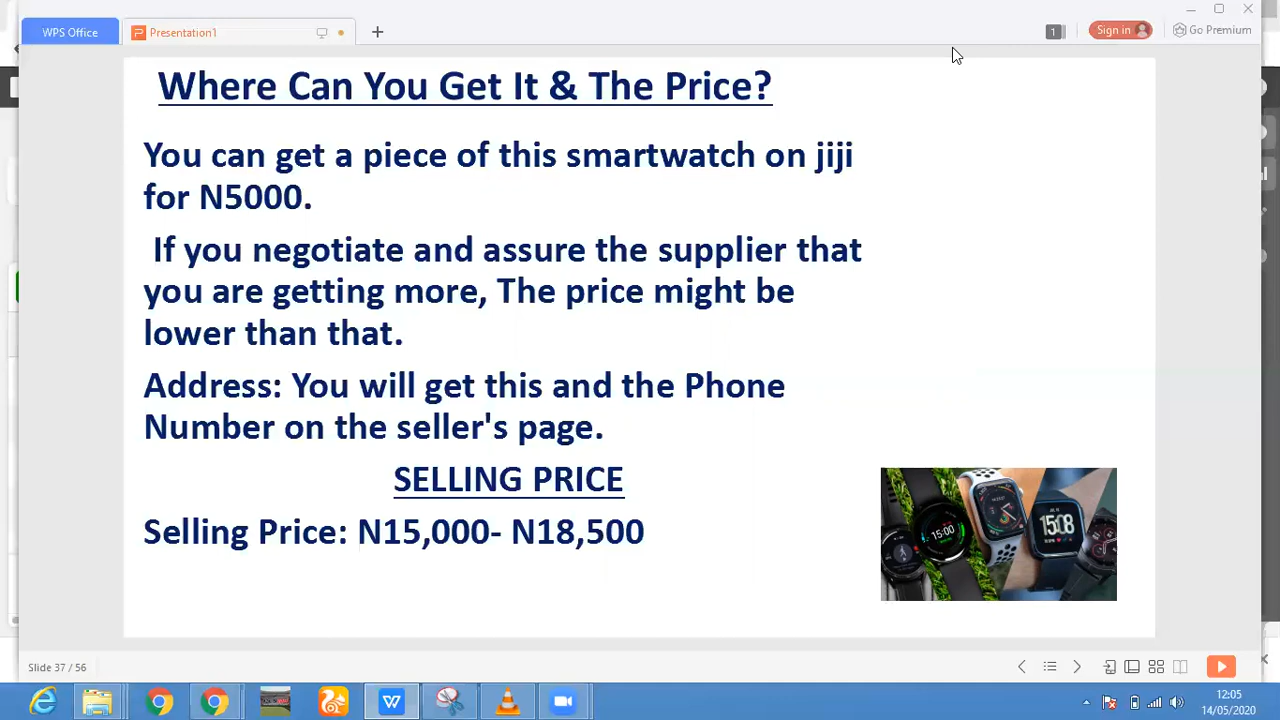 WPS Office
Presentation1
1
Sign in
Go Premium
Where Can You Get It & The Price?
You can get a piece of this smartwatch on jiji
for N5000.
If you negotiate and assure the supplier that
you are getting more, The price might be
lower than that.
Address: You will get this and the Phone
Number on the seller's page.
SELLING PRICE
Selling Price: N15,000- N18,500
15:00
15:08
Slide 37 / 56
12:05
14/05/2020